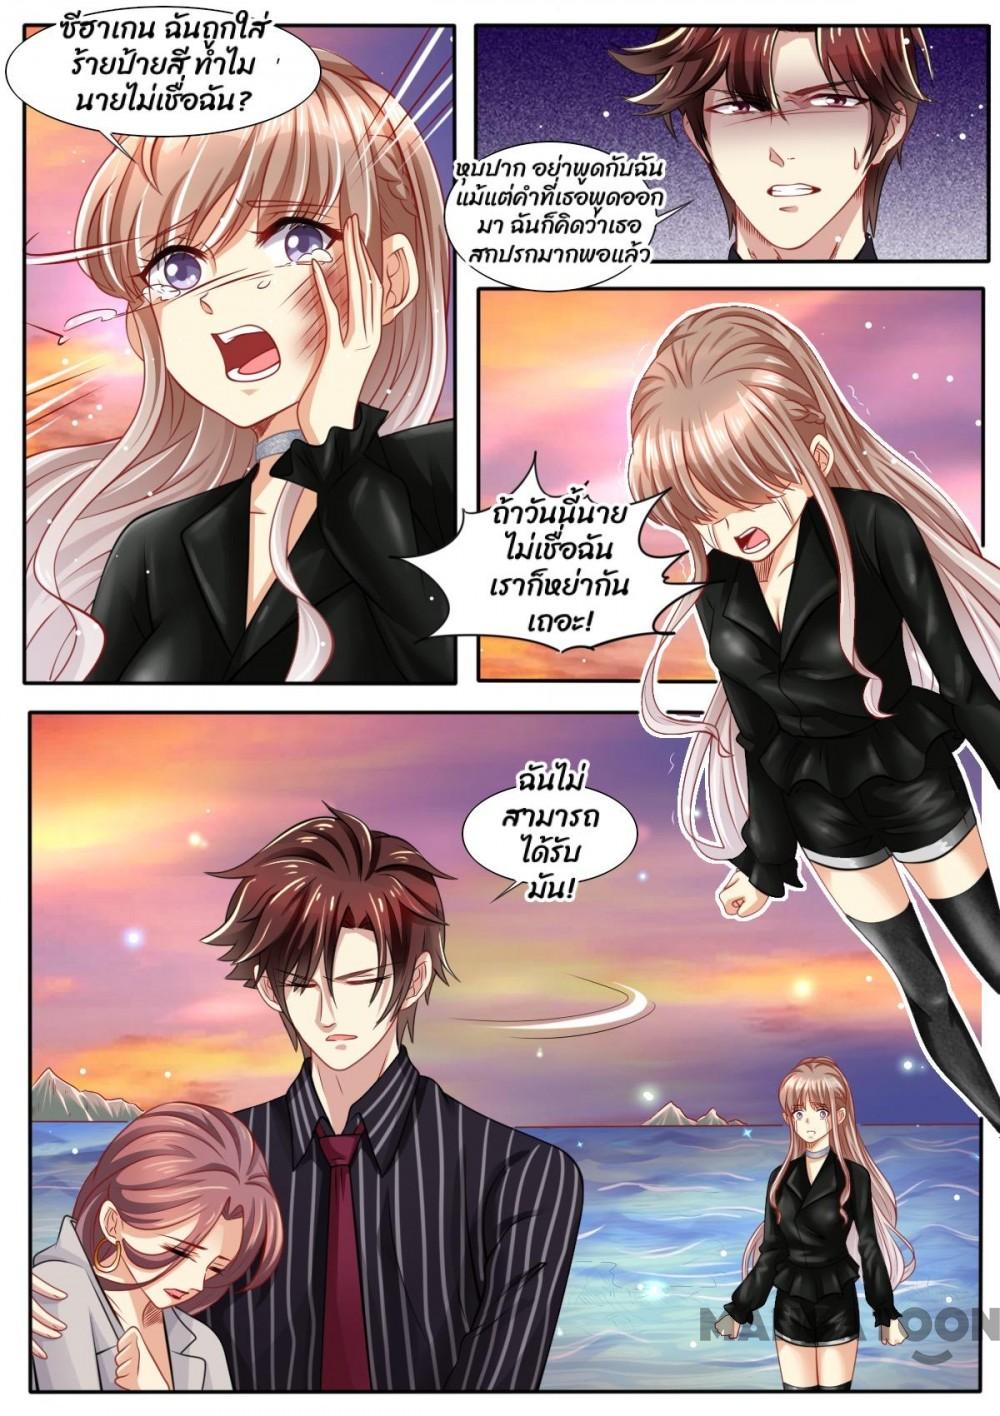 ซีฮาเกน ฉันถูกใส่
ร้ายป้ายสี ทำไม
นายไม่เชื่อฉัน?
หุบปาก อย่าพูดกับฉัน
แม้แต่คำที่เธอพูดออก
มา ฉันก็คิดว่าเธอ
สกปรกมากพอแล้ว
ถ้าวันนี้นาย
ไม่เชื่อฉัน
เราก็หย่ากัน
เถอะ!
ฉันไม่
สามารถ
ได้รับ
มัน!
MANGATOON